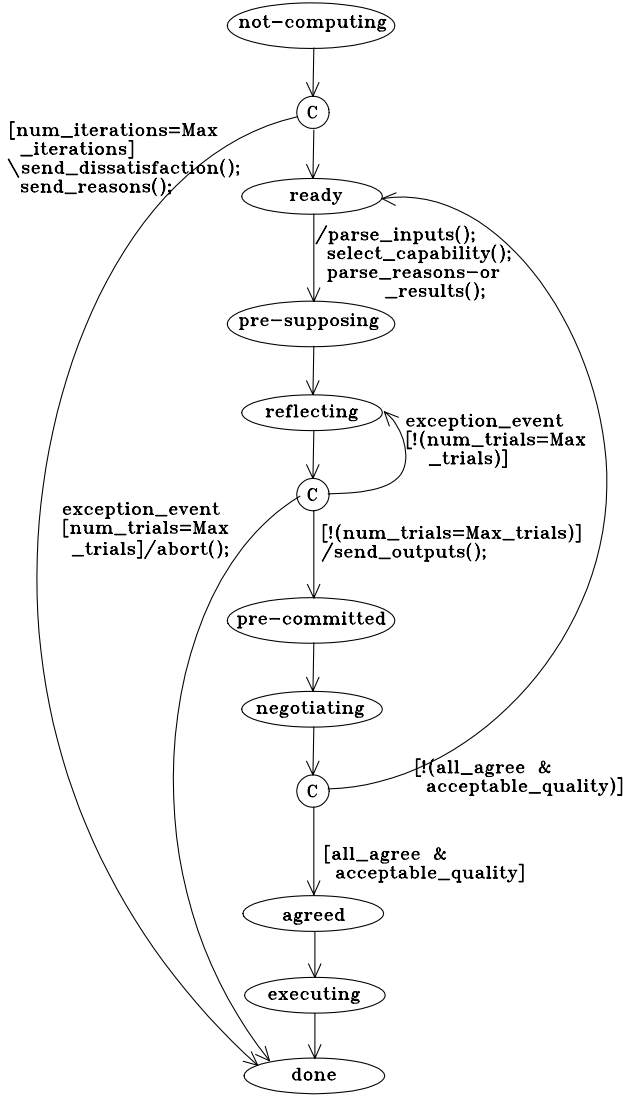 not-computing
C
[num_iterations=Max
_iterations]
\send_dissatisfaction();
send_reasons();
ready
/parse_inputs();
select_capability();
parse_reasons-or
_results();
pre-supposing
reflecting
exception_event
[!(num_trials=Max
_trials)]
C
exception_event
[num_trials=Max
_trials]/abort();
[!(num_trials=Max_trials)]
/send_outputs();
pre-committed
negotiating
C
[!(all_agree &
acceptable_quality)]
[all_agree &
acceptable_quality]
agreed
executing
done